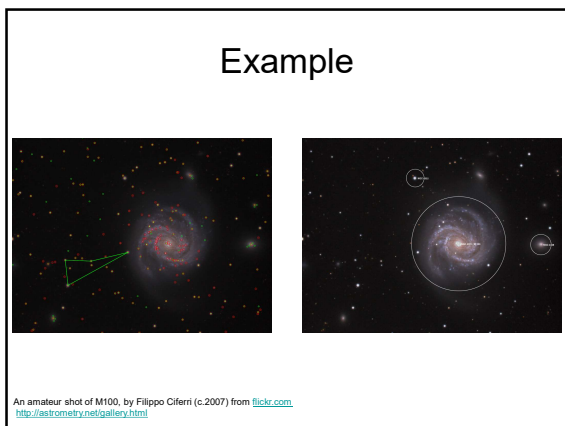 Example
An amateur shot of M100, by Filippo Ciferri (c.2007) from flickr.com
http://astrometry.net/gallery.html